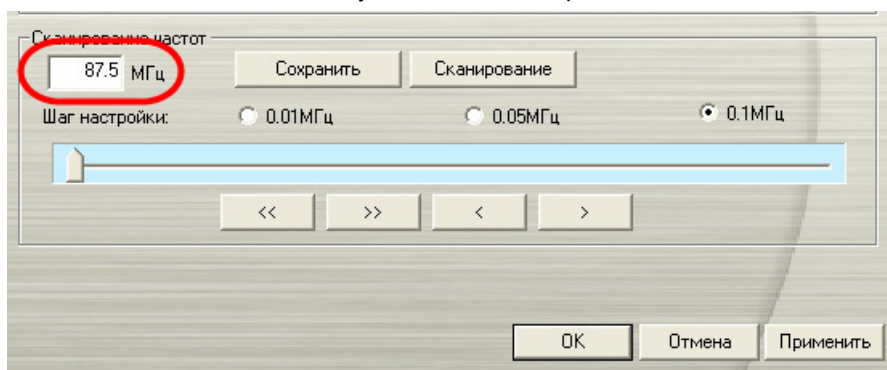 Сканирование частот
87.5 МГц Сохранить Сканирование
Шаг настройки: 0.01МГц 0.05МГц 0.1МГц
<< >> < >
OK Отмена Применить